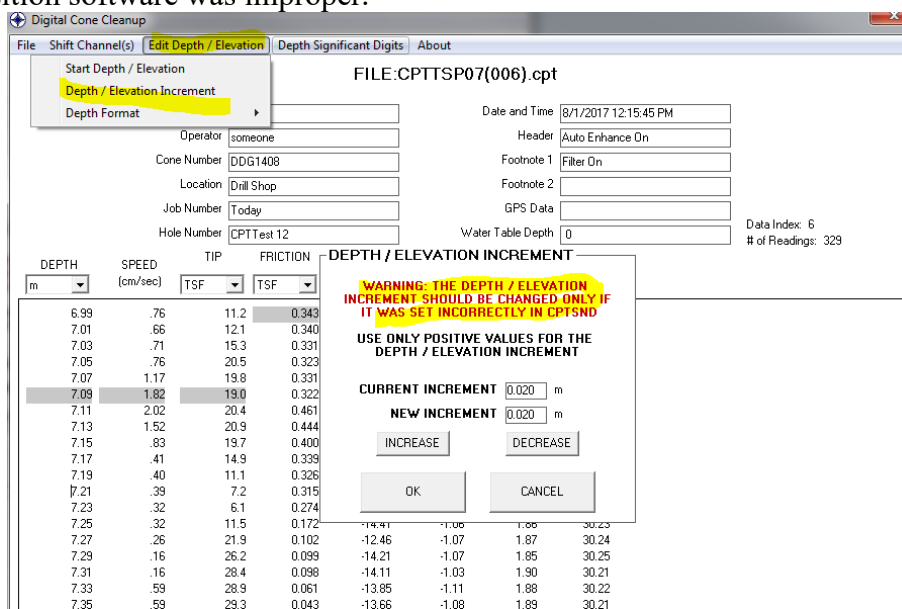 ition software was improper.
Digital Cone Cleanup
File Shift Channel(s) Edit Depth / Elevation Depth Significant Digits About
Start Depth / Elevation
Depth / Elevation Increment
Depth Format
FILE:CPTTSP07(006).cpt
Date and Time 8/1/2017 12:15:45 PM
Operator someone Header Auto Enhance On
Cone Number DDG1408 Footnote 1 Filter On
Location Drill Shop Footnote 2
Job Number Today GPS Data
Hole Number CPTTest 12 Water Table Depth 0
Data Index: 6
# of Readings: 329
DEPTH SPEED TIP FRICTION
m (cm/sec) TSF TSF
DEPTH / ELEVATION INCREMENT
WARNING: THE DEPTH / ELEVATION
INCREMENT SHOULD BE CHANGED ONLY IF
IT WAS SET INCORRECTLY IN CPTSND
USE ONLY POSITIVE VALUES FOR THE
DEPTH / ELEVATION INCREMENT
CURRENT INCREMENT 0.020 m
NEW INCREMENT 0.020 m
INCREASE DECREASE
OK CANCEL
6.99 .76 11.2 0.343
7.01 .66 12.1 0.340
7.03 .71 15.3 0.331
7.05 .76 20.5 0.323
7.07 1.17 19.8 0.331
7.09 1.82 19.0 0.322
7.11 2.02 20.4 0.461
7.13 1.52 20.9 0.444
7.15 .83 19.7 0.400
7.17 .41 14.9 0.339
7.19 .40 11.1 0.326
7.21 .39 7.2 0.315
7.23 .32 6.1 0.274
7.25 .32 11.5 0.172 -14.41 -1.06 1.86 30.23
7.27 .26 21.9 0.102 -12.46 -1.07 1.87 30.24
7.29 .16 26.2 0.099 -14.21 -1.07 1.85 30.25
7.31 .16 28.4 0.098 -14.11 -1.03 1.90 30.21
7.33 .59 28.9 0.061 -13.85 -1.11 1.88 30.22
7.35 .59 29.3 0.043 -13.66 -1.08 1.89 30.21